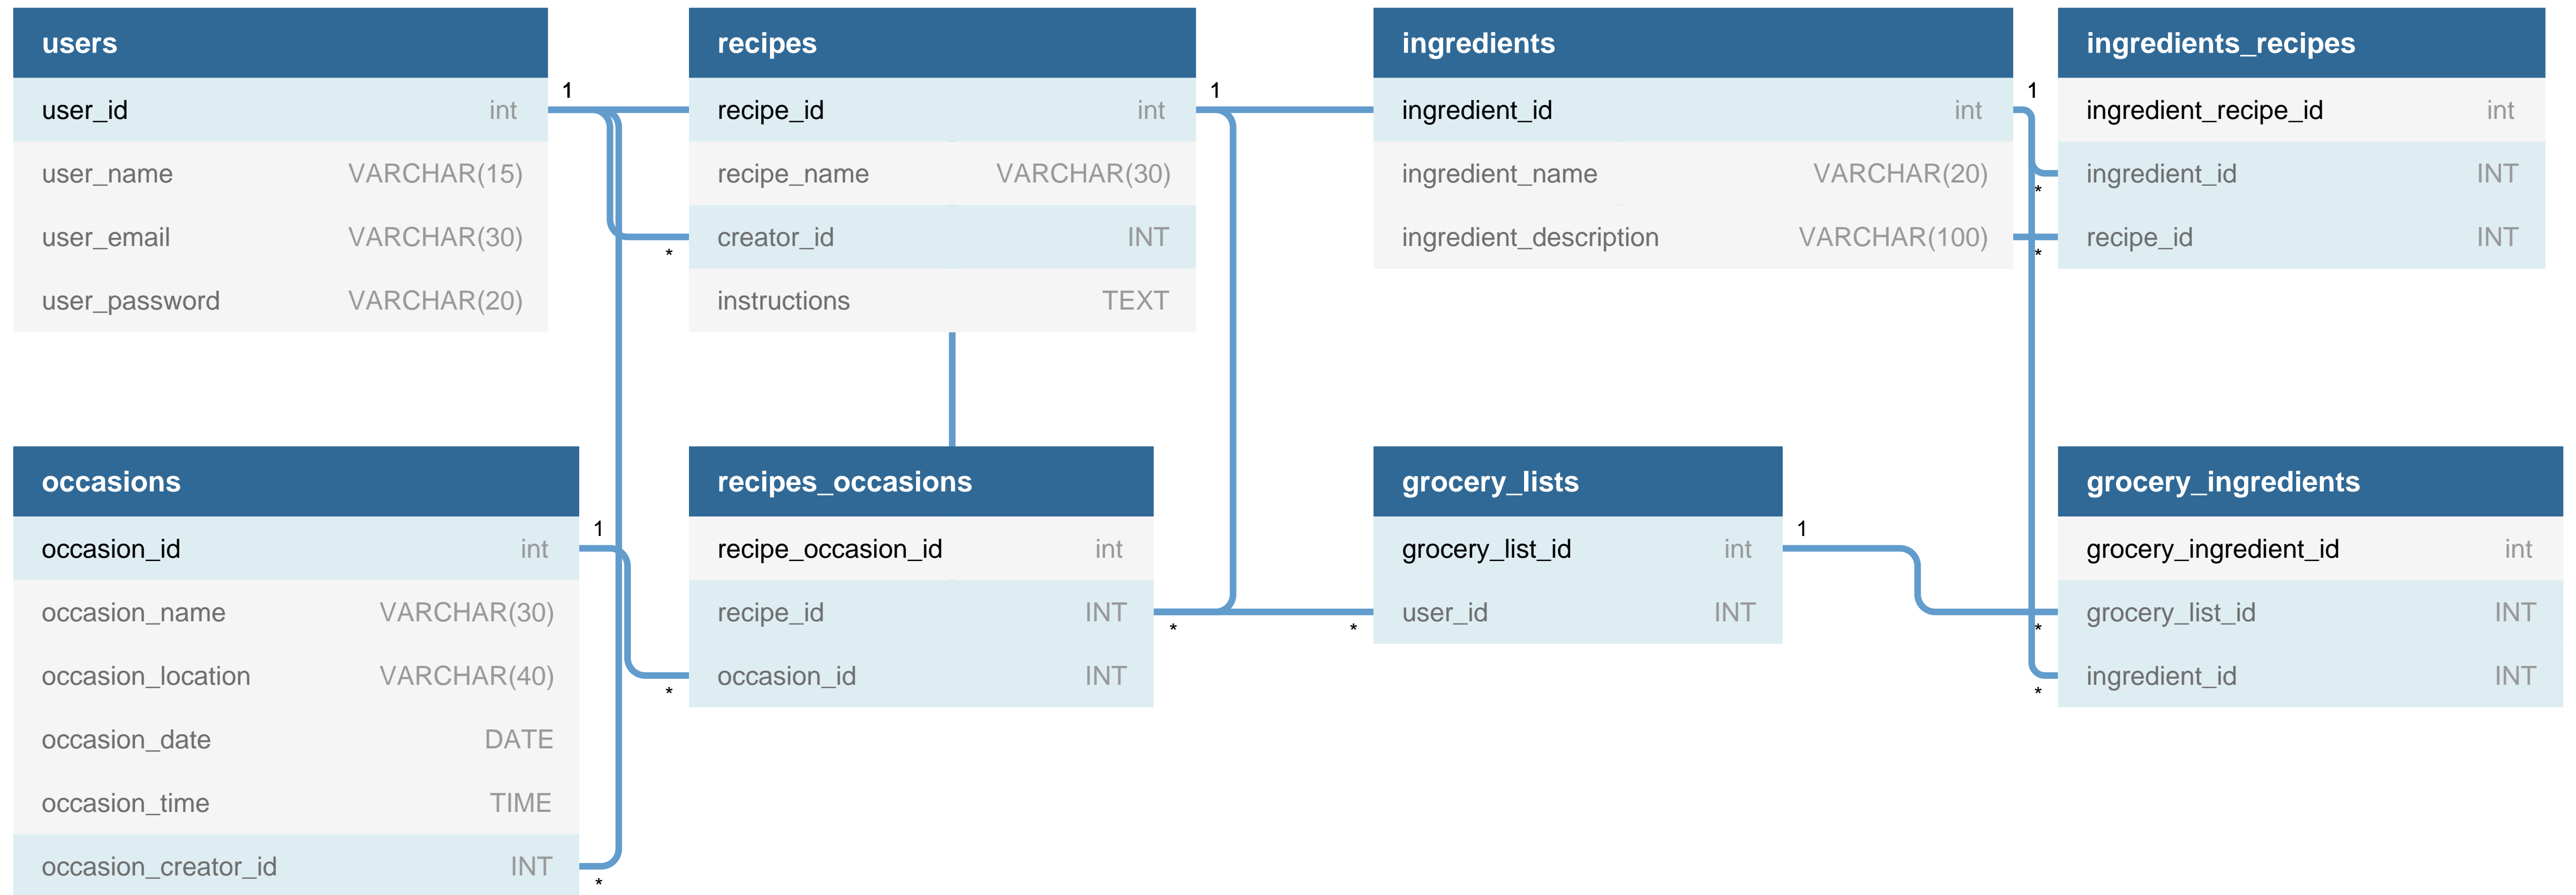 users
user_id int
user_name VARCHAR(15)
user_email VARCHAR(30)
user_password VARCHAR(20)
1
recipes
recipe_id int
recipe_name VARCHAR(30)
creator_id INT
instructions TEXT
*
1
ingredients
ingredient_id int
ingredient_name VARCHAR(20)
ingredient_description VARCHAR(100)
1
ingredients_recipes
ingredient_recipe_id int
ingredient_id INT
recipe_id INT
*
*
occasions
occasion_id int
occasion_name VARCHAR(30)
occasion_location VARCHAR(40)
occasion_date DATE
occasion_time TIME
occasion_creator_id INT
1
*
recipes_occasions
recipe_occasion_id int
recipe_id INT
occasion_id INT
*
*
grocery_lists
grocery_list_id int
user_id INT
*
1
grocery_ingredients
grocery_ingredient_id int
grocery_list_id INT
ingredient_id INT
*
*